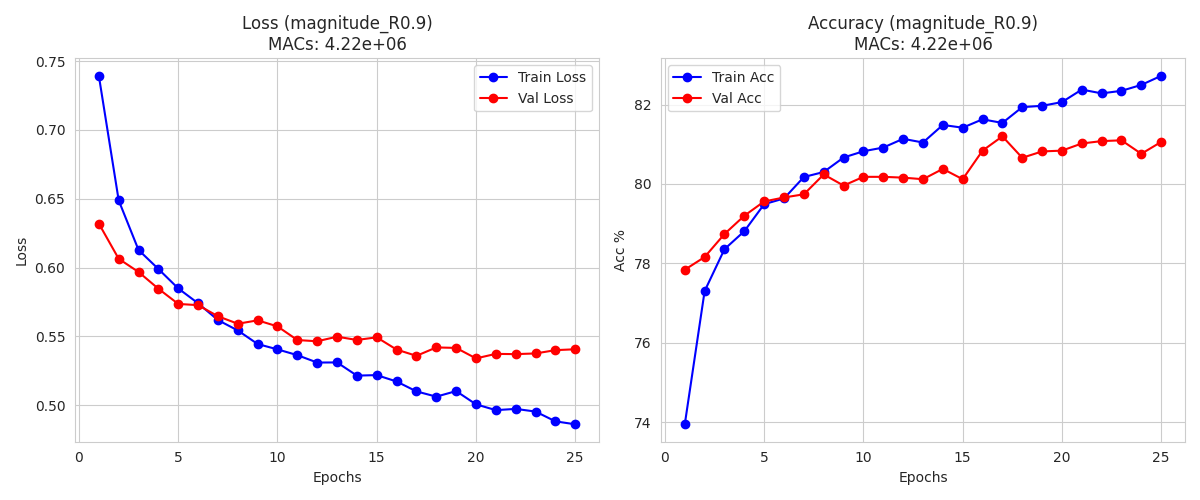 Loss (magnitude_R0.9)
MACs: 4.22e+06
0.75
0.70
0.65
0.60
0.55
0.50
Loss
0
5
10
15
20
25
Epochs
Train Loss
Val Loss
Accuracy (magnitude_R0.9)
MACs: 4.22e+06
82
80
78
76
74
Acc %
0
5
10
15
20
25
Epochs
Train Acc
Val Acc